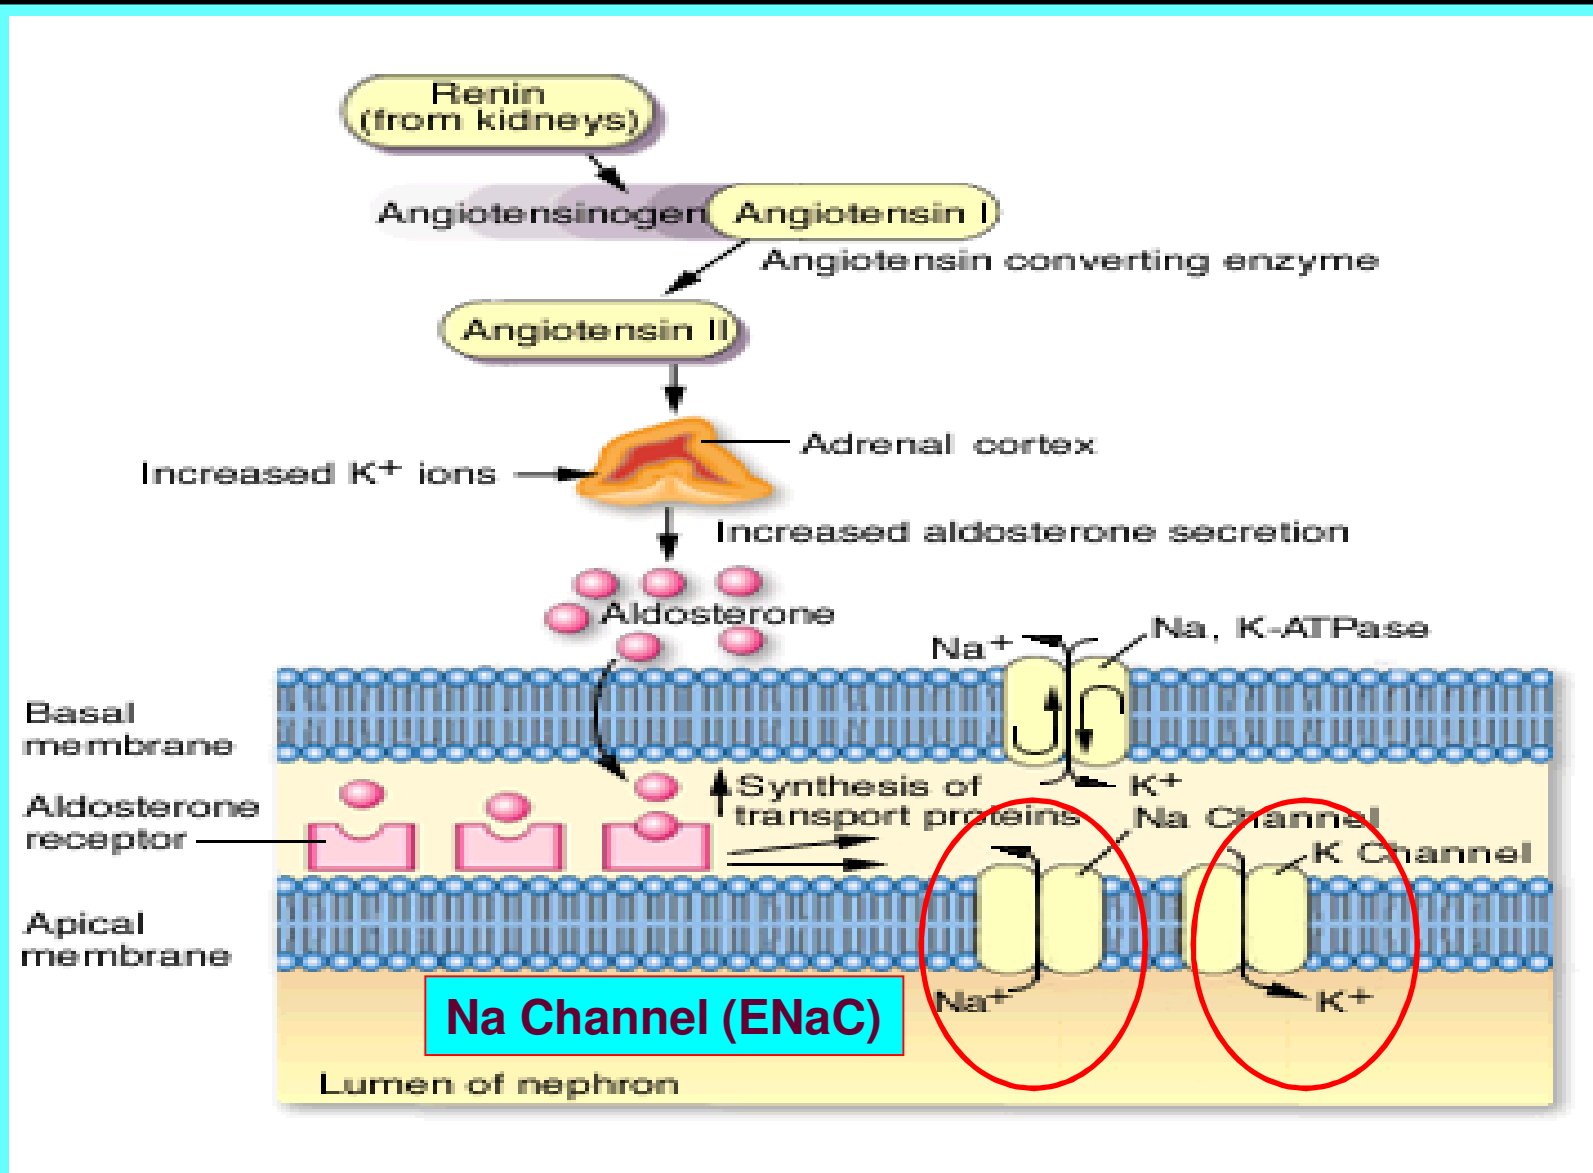 Renin
(from kidneys)
Angiotensinogen
Angiotensin I
Angiotensin converting enzyme
Angiotensin II
Adrenal cortex
Increased K+ ions
Increased aldosterone secretion
Aldosterone
Na+
Na, K-ATPase
Basal
membrane
K+
Synthesis of
transport proteins
Aldosterone
receptor
Na Channel
K Channel
Apical
membrane
Na Channel (ENaC)
Na+
K+
Lumen of nephron